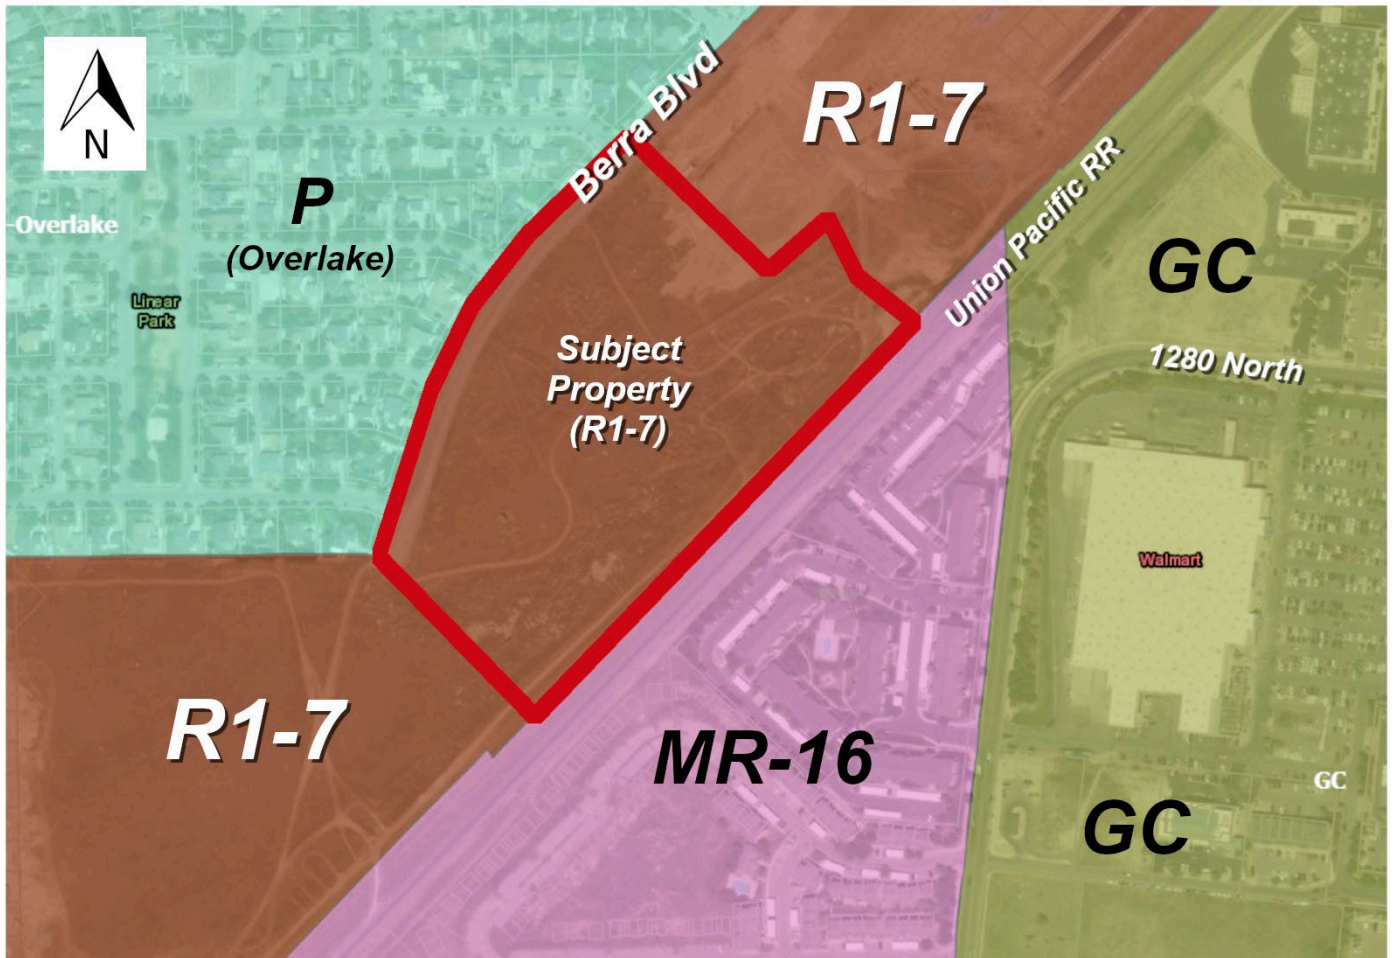 N
Berra Blvd
R1-7
Union Pacific RR
P
(Overlake)
-Overlake
Linear
Park
GC
1280 North
Subject
Property
(R1-7)
Walmart
R1-7
MR-16
GC
GC